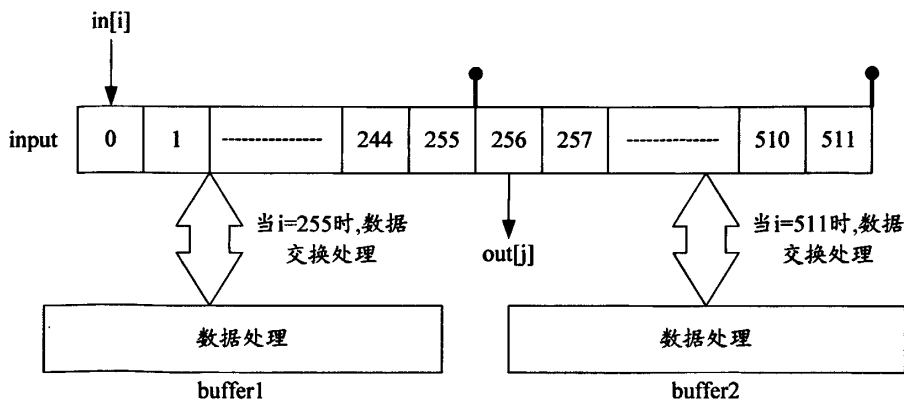 in[i]
input 0 1 244 255 256 257 510 511
当i=255时,数据
交换处理
out[j]
当i=511时,数据
交换处理
数据处理
数据处理
buffer1
buffer2